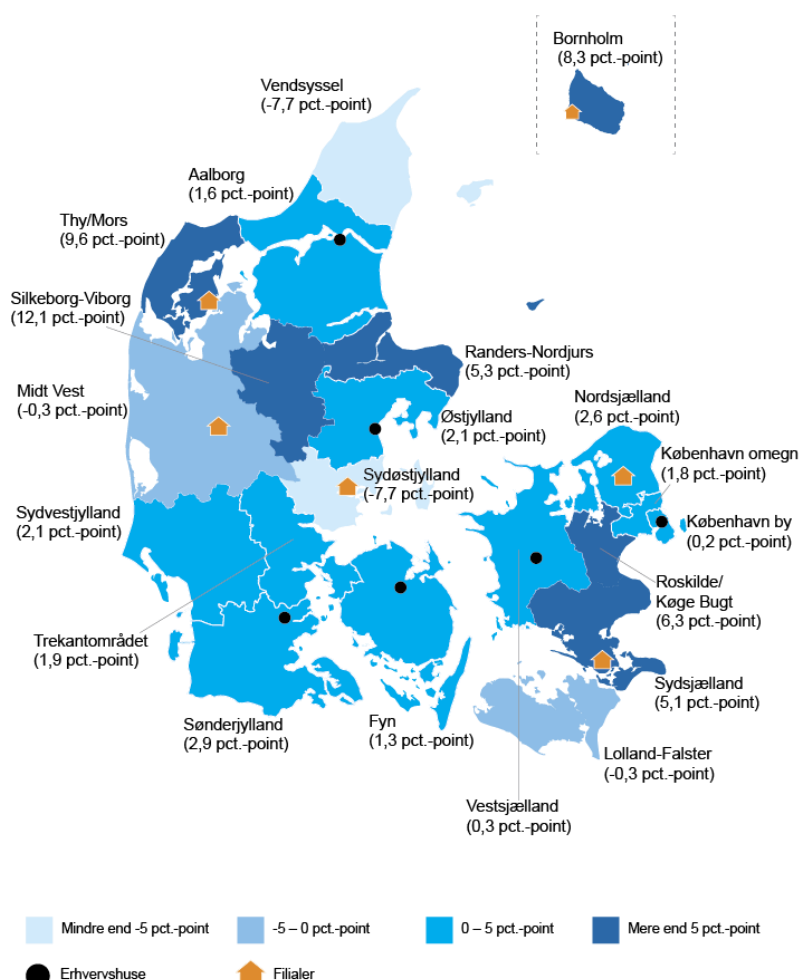 Bornholm
(8,3 pct.-point)
Vendsyssel
(-7,7 pct.-point)
Aalborg
(1,6 pct.-point)
Thy/Mors
(9,6 pct.-point)
Silkeborg-Viborg
(12,1 pct.-point)
Randers-Nordjurs
(5,3 pct.-point)
Midt Vest
(-0,3 pct.-point)
Nordsjælland
(2,6 pct.-point)
Østjylland
(2,1 pct.-point)
København omegn
(1,8 pct.-point)
Sydøstjylland
(-7,7 pct.-point)
Sydvestjylland
(2,1 pct.-point)
København by
(0,2 pct.-point)
Roskilde/
Køge Bugt
(6,3 pct.-point)
Trekantområdet
(1,9 pct.-point)
Sydsjælland
(5,1 pct.-point)
Sønderjylland
(2,9 pct.-point)
Fyn
(1,3 pct.-point)
Lolland-Falster
(-0,3 pct.-point)
Vestsjælland
(0,3 pct.-point)
Mindre end -5 pct.-point
-5 – 0 pct.-point
0 – 5 pct.-point
Mere end 5 pct.-point
Erhvervshuse
Filialer